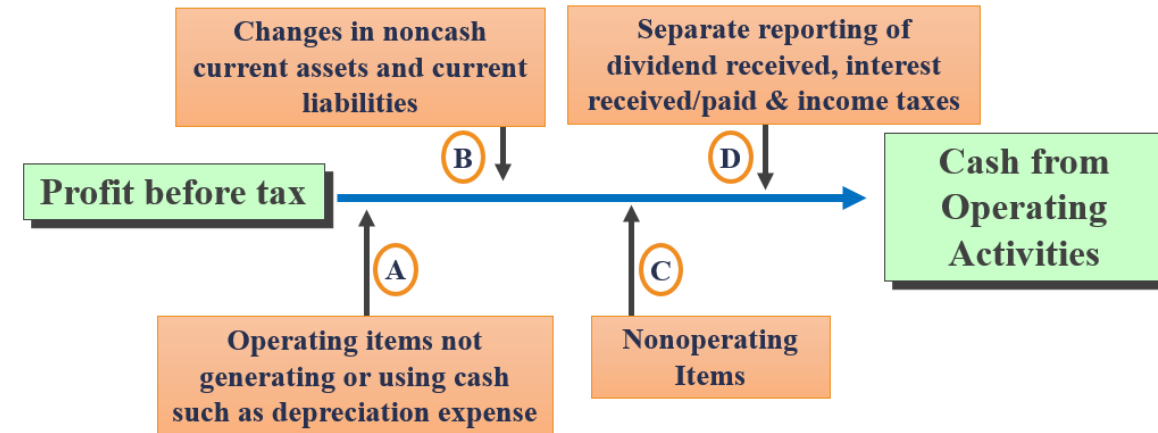 Changes in noncash
current assets and current
liabilities
Separate reporting of
dividend received, interest
received/paid & income taxes
B
D
Profit before tax
Cash from
Operating
Activities
A
C
Operating items not
generating or using cash
such as depreciation expense
Nonoperating
Items